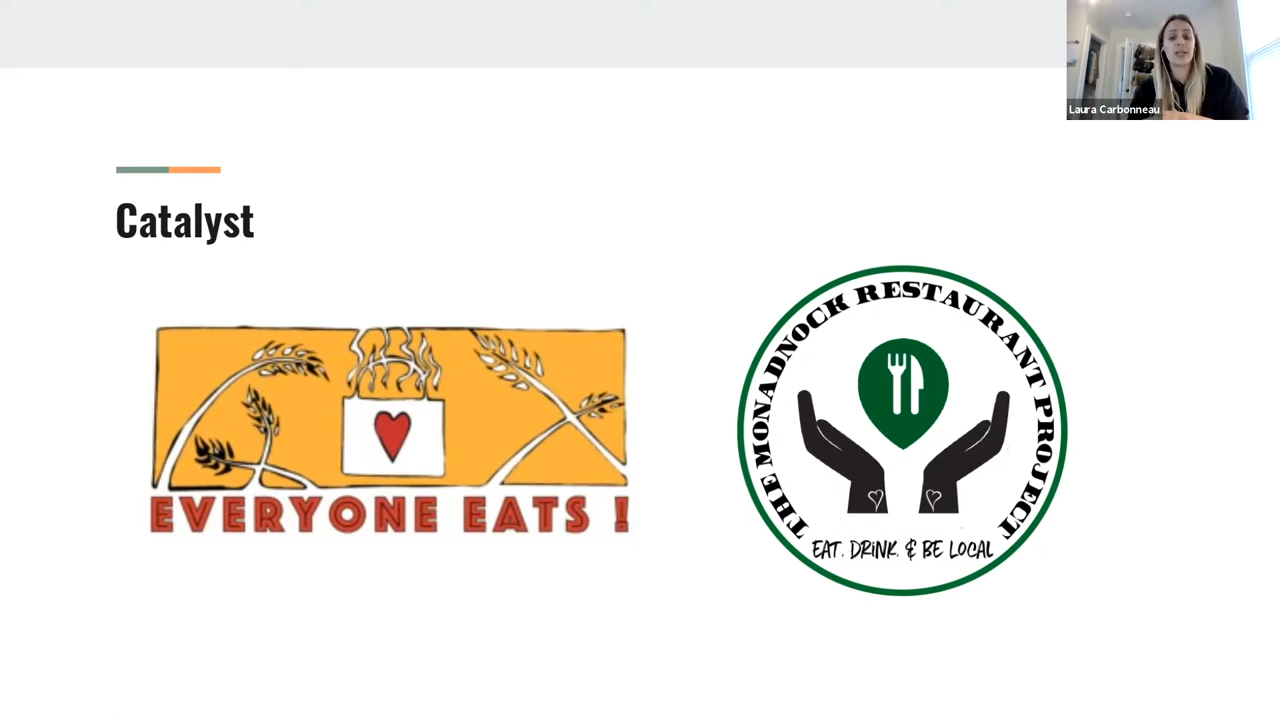 Laura Carbonneau
Catalyst
EVERYONE EATS !
THE MONADNOCK RESTAURANT PROJECT
EAT, DRINK, & BE LOCAL